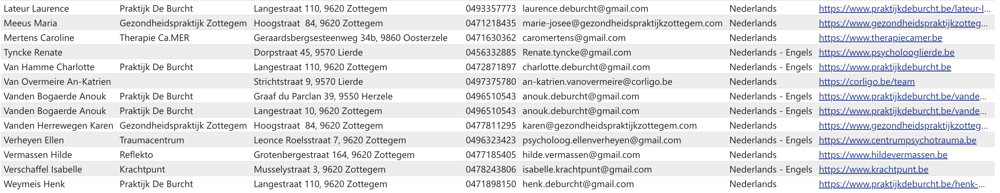 Lateur Laurence Praktijk De Burcht Langestraat 110, 9620 Zottegem 0493357773 laurence.deburcht@gmail.com Nederlands https://www.praktijkdeburcht.be/lateur-l...
Meeus Maria Gezondheidspraktijk Zottegem Hoogstraat  84, 9620 Zottegem 0471218435 marie-josee@gezondheidspraktijkzottegem.com Nederlands https://www.gezondheidspraktijkzotteg...
Mertens Caroline Therapie Ca.MER Geraardsbergsesteenweg 34b, 9860 Oosterzele 0471630362 caromertens@gmail.com Nederlands https://www.therapiecamer.be
Tyncke Renate Dorpstraat 45, 9570 Lierde 0456332885 Renate.tyncke@gmail.com Nederlands - Engels https://www.psycholooglierde.be
Van Hamme Charlotte Praktijk De Burcht Langestraat 110, 9620 Zottegem 0472871897 charlotte.deburcht@gmail.com Nederlands - Engels https://www.praktijkdeburcht.be
Van Overmeire An-Katrien Strichtstraat 9, 9570 Lierde 0497375780 an-katrien.vanovermeire@corligo.be Nederlands https://corligo.be/team
Vanden Bogaerde Anouk Praktijk De Burcht Graaf du Parclan 39, 9550 Herzele 0496510543 anouk.deburcht@gmail.com Nederlands - Engels https://www.praktijkdeburcht.be/vande...
Vanden Bogaerde Anouk Praktijk De Burcht Langestraat 10, 9620 Zottegem 0496510543 anouk.deburcht@gmail.com Nederlands - Engels https://www.praktijkdeburcht.be/vande...
Vanden Herrewegen Karen Gezondheidspraktijk Zottegem Hoogstraat  84, 9620 Zottegem 0477811295 karen@gezondheidspraktijkzottegem.com Nederlands https://www.gezondheidspraktijkzotteg...
Verheyen Ellen Traumacentrum Leonce Roelsstraat 7, 9620 Zottegem 0496323423 psycholoog.ellenverheyen@gmail.com Nederlands - Engels https://www.centrumpsychotrauma.be
Vermassen Hilde Reflekto Grotenbergestraat 164, 9620 Zottegem 0477185405 hilde.vermassen@gmail.com Nederlands https://www.hildevermassen.be
Verschaffel Isabelle Krachtpunt Musselystraat 3, 9620 Zottegem 0478243806 isabelle.krachtpunt@gmail.com Nederlands - Engels https://www.krachtpunt.be
Weymeis Henk Praktijk De Burcht Langestraat 110, 9620 Zottegem 0471898150 henk.deburcht@gmail.com Nederlands https://www.praktijkdeburcht.be/henk-...